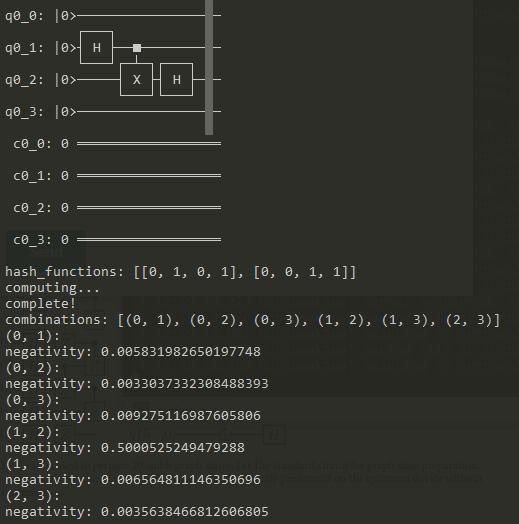 q0_0: |0>
q0_1: |0> H
q0_2: |0> X H
q0_3: |0>
c0_0: 0
c0_1: 0
c0_2: 0
c0_3: 0
hash_functions: [[0, 1, 0, 1], [0, 0, 1, 1]]
computing...
complete!
combinations: [(0, 1), (0, 2), (0, 3), (1, 2), (1, 3), (2, 3)]
(0, 1):
negativity: 0.005831982650197748
(0, 2):
negativity: 0.0033037332308488393
(0, 3):
negativity: 0.009275116987605806
(1, 2):
negativity: 0.5000525249479288
(1, 3):
negativity: 0.006564811146350696
(2, 3):
negativity: 0.0035638466812606805